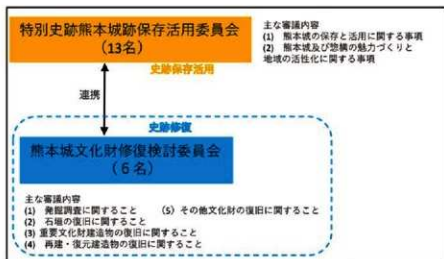 特別史跡熊本城跡保存活用委員会
（13名）
主な審議内容
(1) 熊本城の保存と活用に関する事項
(2) 熊本城及び惣構の魅力づくりと
地域の活性化に関する事項
史跡保存活用
連携
史跡修復
熊本城文化財修復検討委員会
（６名）
主な審議内容
(1) 発掘調査に関すること (5) その他文化財の復旧に関すること
(2) 石垣の復旧に関すること
(3) 重要文化財建造物の復旧に関すること
(4) 再建・復元建造物の復旧に関すること